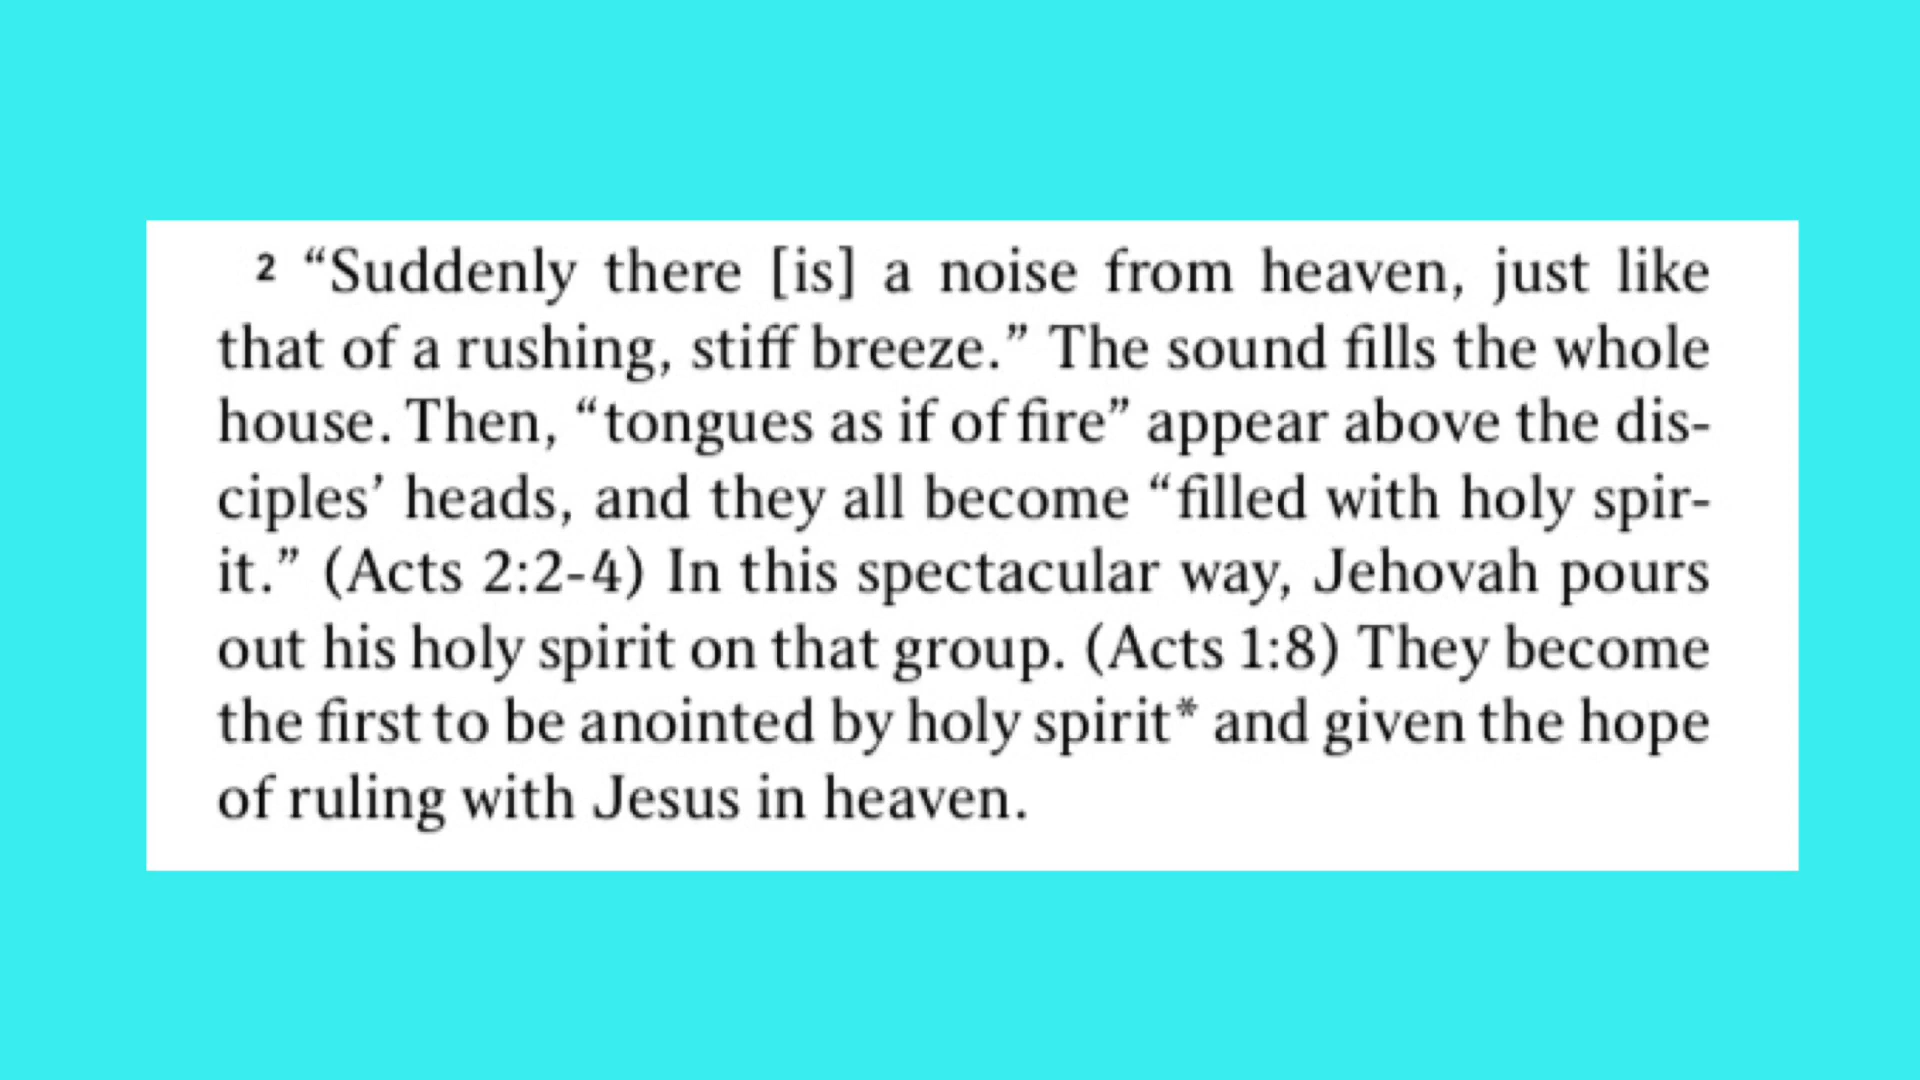 2 “Suddenly there [is] a noise from heaven, just like
that of a rushing, stiff breeze.” The sound fills the whole
house. Then, “tongues as if of fire” appear above the dis-
ciples’ heads, and they all become “filled with holy spir-
it.” (Acts 2:2-4) In this spectacular way, Jehovah pours
out his holy spirit on that group. (Acts 1:8) They become
the first to be anointed by holy spirit* and given the hope
of ruling with Jesus in heaven.